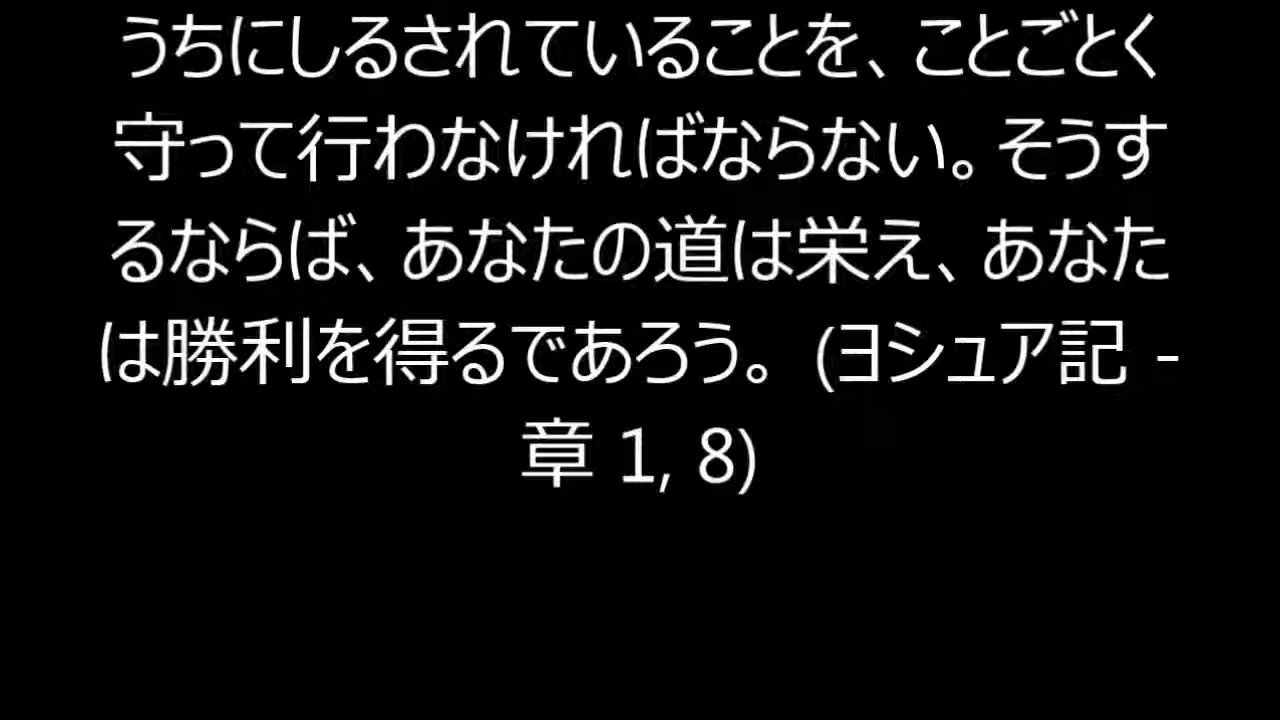 うちにしるされていることを、ことごとく
守って行わなければならない。そうす
るならば、あなたの道は栄え、あなた
は勝利を得るであろう。 (ヨシュア記 -
章 1, 8)